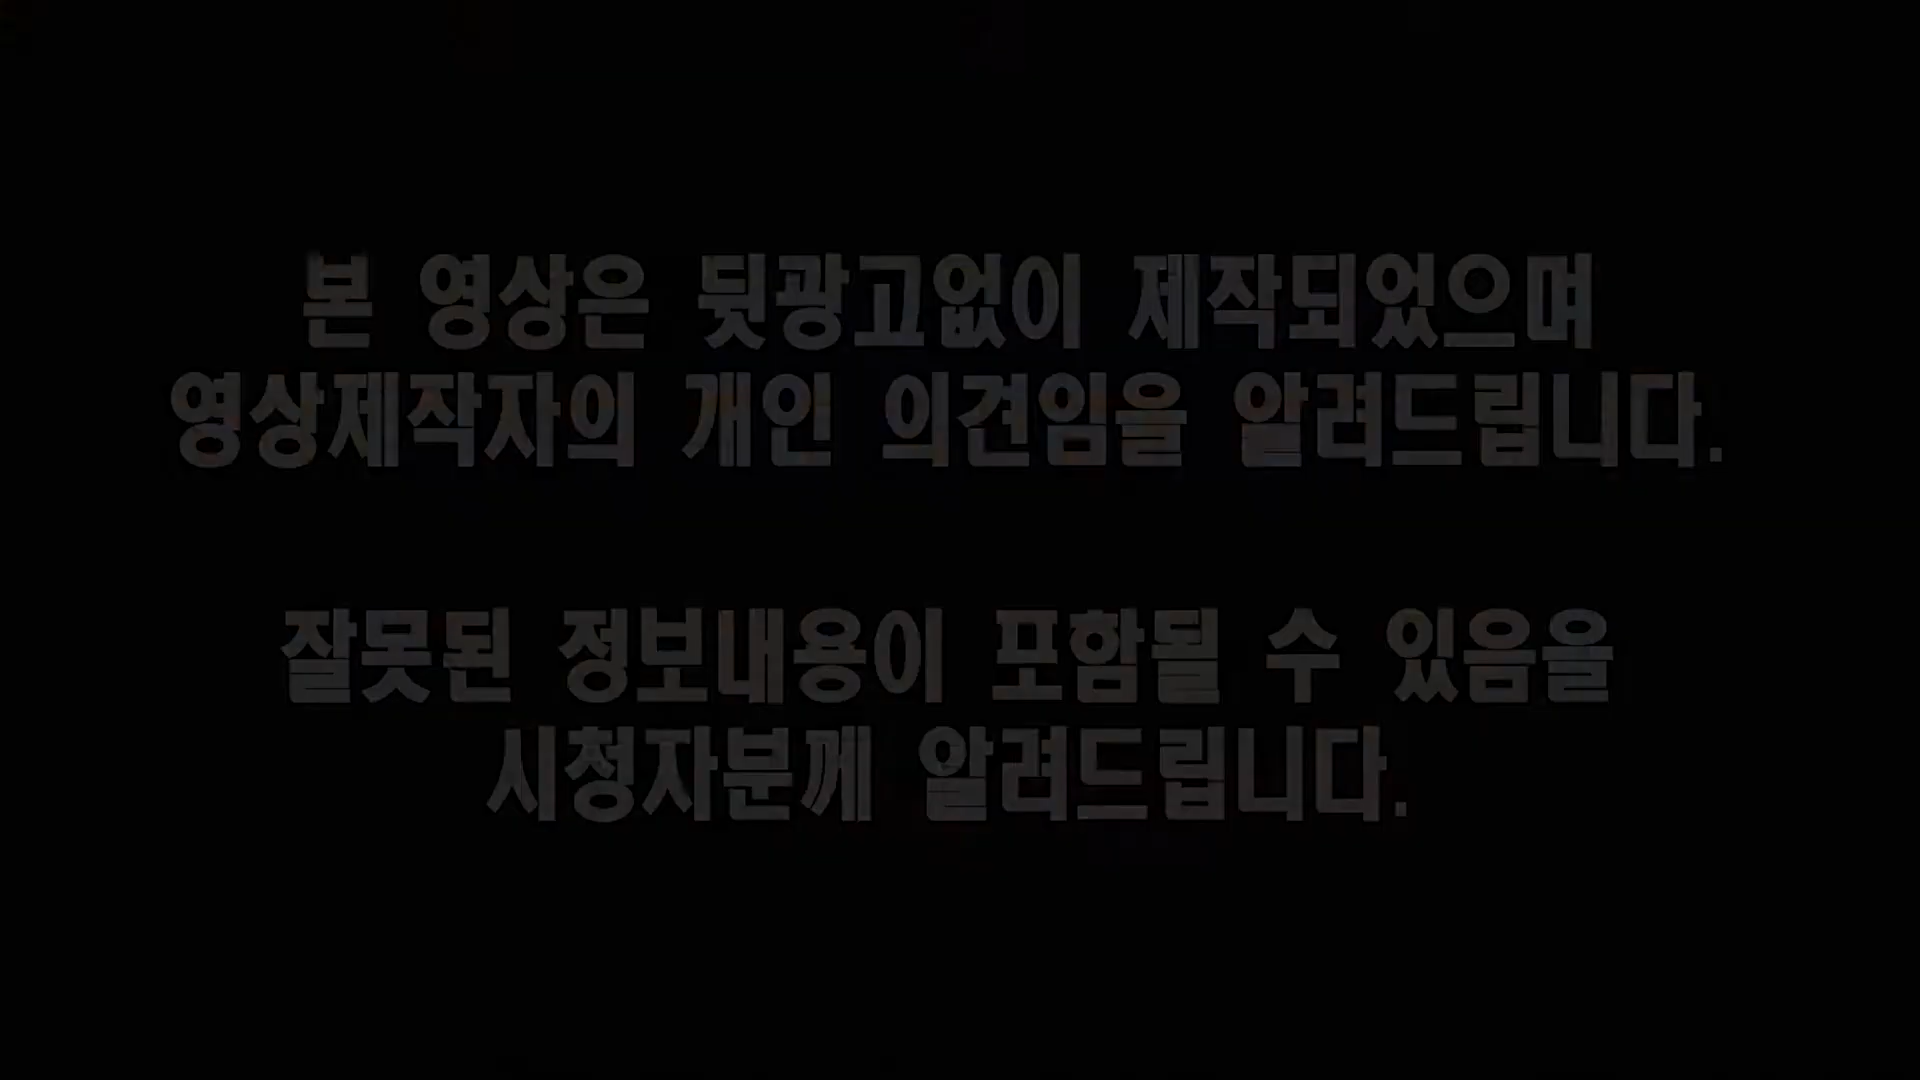 본 영상은 뒷광고없이 제작되었으며
영상제작자의 개인 의견임을 알려드립니다.
잘못된 정보내용이 포함될 수 있음을
시청자분께 알려드립니다.